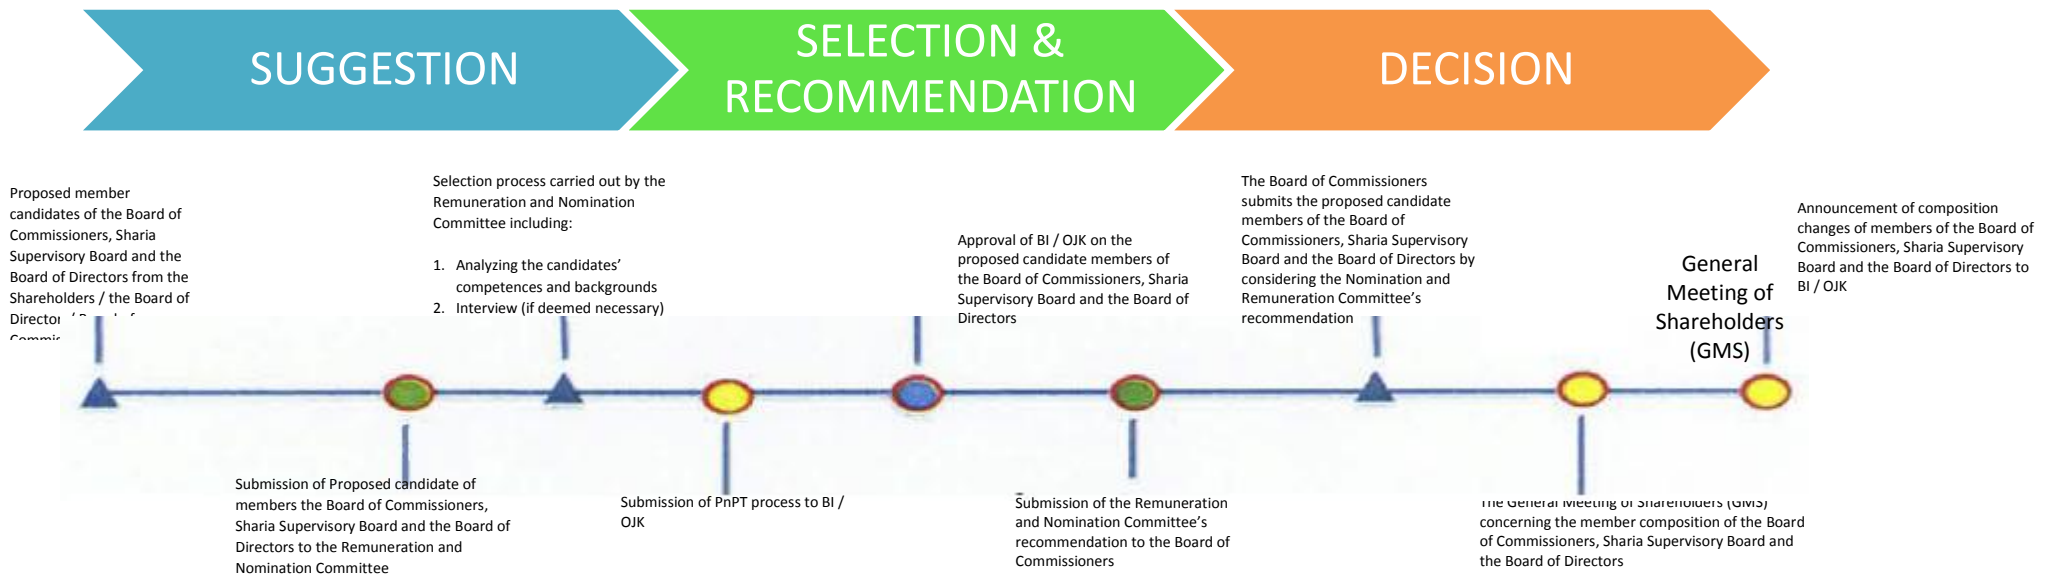 SUGGESTION
SELECTION &
RECOMMENDATION
DECISION
Proposed member
candidates of the Board of
Commissioners, Sharia
Supervisory Board and the
Board of Directors from the
Shareholders / the Board of
Selection process carried out by the
Remuneration and Nomination
Committee including:
1. Analyzing the candidates’
competences and backgrounds
2. Interview (if deemed necessary)
Approval of BI / OJK on the
proposed candidate members of
the Board of Commissioners, Sharia
Supervisory Board and the Board of
Directors
The Board of Commissioners
submits the proposed candidate
members of the Board of
Commissioners, Sharia Supervisory
Board and the Board of Directors by
considering the Nomination and
Remuneration Committee’s
recommendation
General
Meeting of
Shareholders
(GMS)
Announcement of composition
changes of members of the Board of
Commissioners, Sharia Supervisory
Board and the Board of Directors to
BI / OJK
Submission of Proposed candidate of
members the Board of Commissioners,
Sharia Supervisory Board and the Board of
Directors to the Remuneration and
Nomination Committee
Submission of PnPT process to BI /
OJK
Submission of the Remuneration
and Nomination Committee’s
recommendation to the Board of
Commissioners
The General Meeting of Shareholders (GMS)
concerning the member composition of the Board
of Commissioners, Sharia Supervisory Board and
the Board of Directors